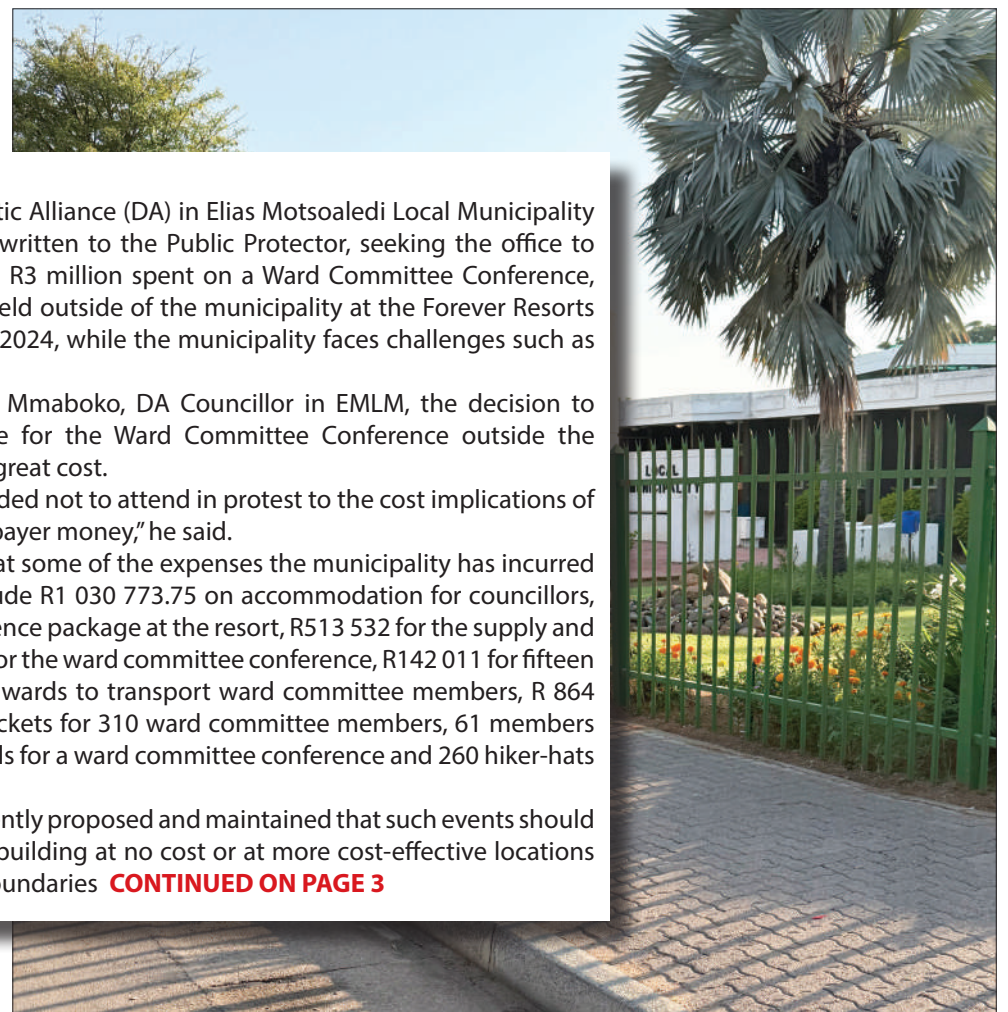 tic Alliance (DA) in Elias Motsoaledi Local Municipality
written to the Public Protector, seeking the office to
R3 million spent on a Ward Committee Conference,
eld outside of the municipality at the Forever Resorts
2024, while the municipality faces challenges such as
Mmaboko, DA Councillor in EMLM, the decision to
e for the Ward Committee Conference outside the
great cost.
ded not to attend in protest to the cost implications of
payer money,” he said.
at some of the expenses the municipality has incurred
ude R1 030 773.75 on accommodation for councillors,
ence package at the resort, R513 532 for the supply and
or the ward committee conference, R142 011 for fifteen
wards to transport ward committee members, R 864
ckets for 310 ward committee members, 61 members
ds for a ward committee conference and 260 hiker-hats
ntly proposed and maintained that such events should
building at no cost or at more cost-effective locations
oundaries CONTINUED ON PAGE 3
LOCAL
MUNICIPALITY